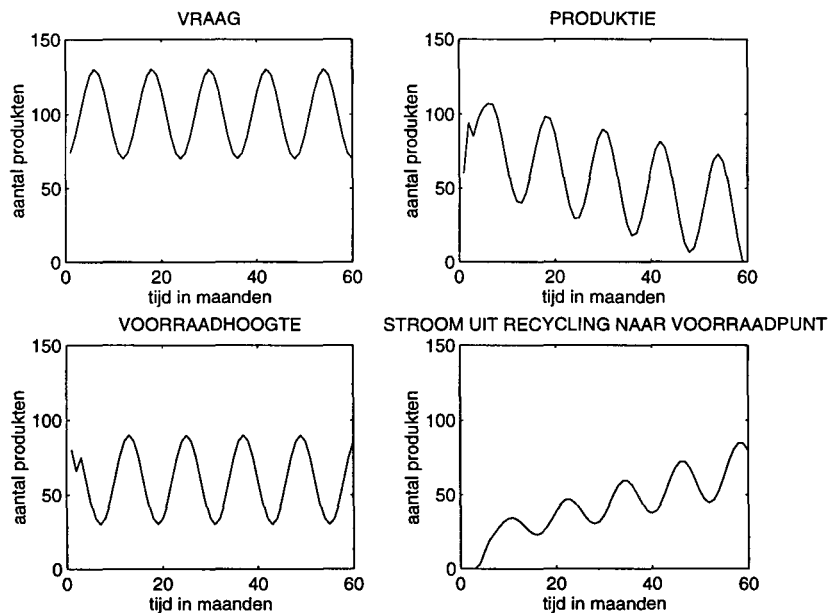 VRAAG
150
100
50
0
aantal produkten
0 20 40 60
tijd in maanden
PRODUKTIE
150
100
50
0
aantal produkten
0 20 40 60
tijd in maanden
VOORRAADHOOGTE
150
100
50
0
aantal produkten
0 20 40 60
tijd in maanden
STROOM UIT RECYCLING NAAR VOORRAADPUNT
150
100
50
0
aantal produkten
0 20 40 60
tijd in maanden